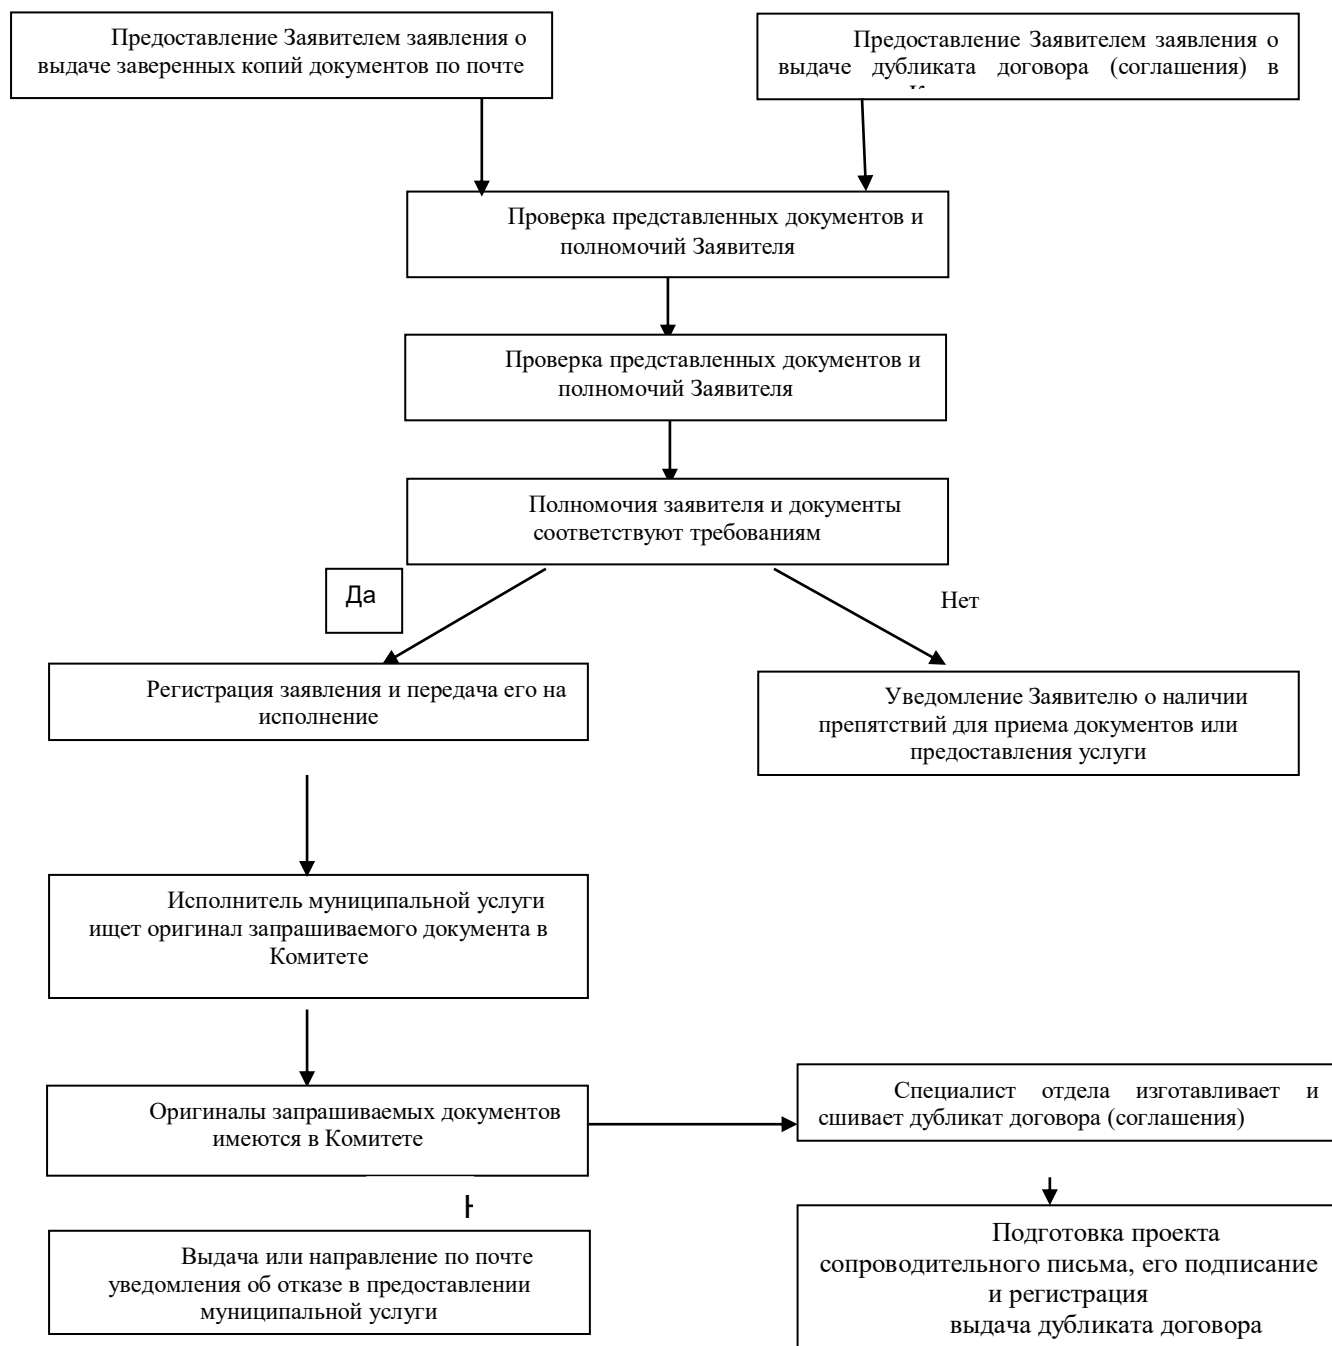 Предоставление Заявителем заявления о
выдаче заверенных копий документов по почте
Предоставление Заявителем заявления о
выдаче дубликата договора (соглашения) в
Проверка представленных документов и
полномочий Заявителя
Проверка представленных документов и
полномочий Заявителя
Полномочия заявителя и документы
соответствуют требованиям
Да
Нет
Регистрация заявления и передача его на
исполнение
Уведомление Заявителю о наличии
препятствий для приема документов или
предоставления услуги
Исполнитель муниципальной услуги
ищет оригинал запрашиваемого документа в
Комитете
Оригиналы запрашиваемых документов
имеются в Комитете
Специалист отдела изготавливает и
сшивает дубликат договора (соглашения)
Выдача или направление по почте
уведомления об отказе в предоставлении
муниципальной услуги
Подготовка проекта
сопроводительного письма, его подписание
и регистрация
выдача дубликата договора